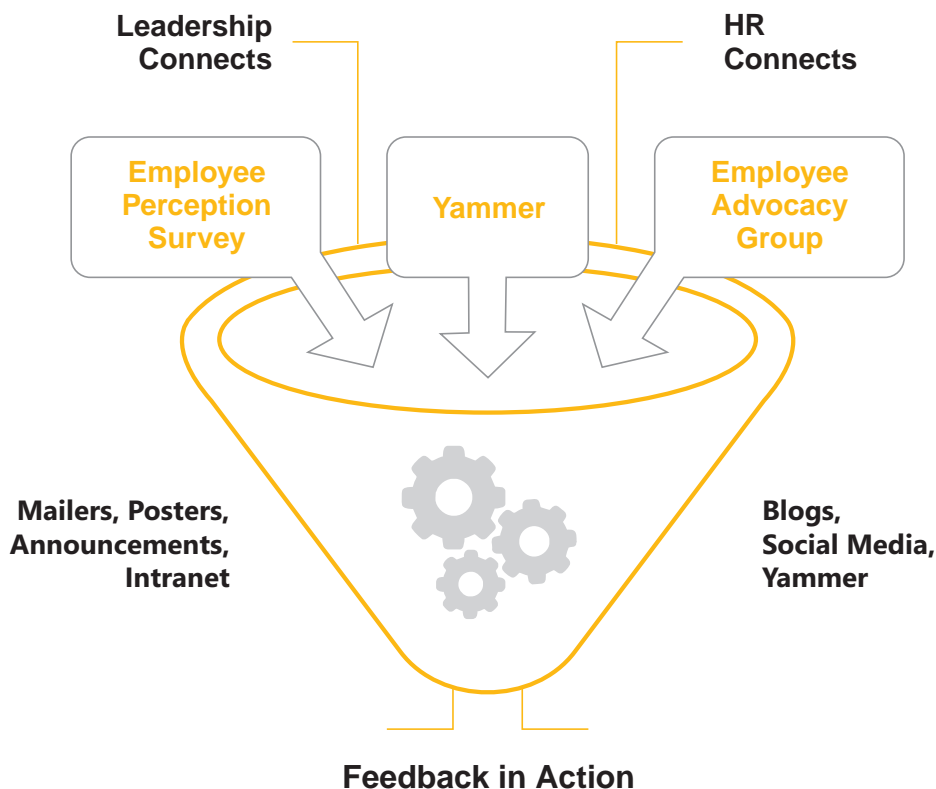 Leadership
Connects
HR
Connects
Employee
Perception
Survey
Yammer
Employee
Advocacy
Group
Mailers, Posters,
Announcements,
Intranet
Blogs,
Social Media,
Yammer
Feedback in Action